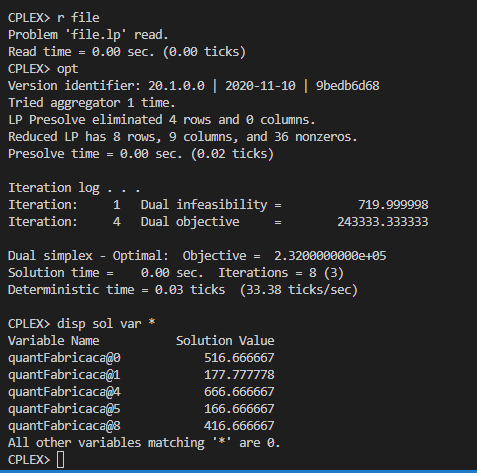 CPLEX> r file
Problem 'file.lp' read.
Read time = 0.00 sec. (0.00 ticks)
CPLEX> opt
Version identifier: 20.1.0.0 | 2020-11-10 | 9bedb6d68
Tried aggregator 1 time.
LP Presolve eliminated 4 rows and 0 columns.
Reduced LP has 8 rows, 9 columns, and 36 nonzeros.
Presolve time = 0.00 sec. (0.02 ticks)
Iteration log . . .
Iteration:     1   Dual infeasibility =           719.999998
Iteration:     4   Dual objective     =        243333.333333
Dual simplex - Optimal:  Objective =  2.3200000000e+05
Solution time =    0.00 sec.  Iterations = 8 (3)
Deterministic time = 0.03 ticks  (33.38 ticks/sec)
CPLEX> disp sol var *
Variable Name           Solution Value
quantFabricaca@0            516.666667
quantFabricaca@1            177.777778
quantFabricaca@4            666.666667
quantFabricaca@5            166.666667
quantFabricaca@8            416.666667
All other variables matching '*' are 0.
CPLEX>